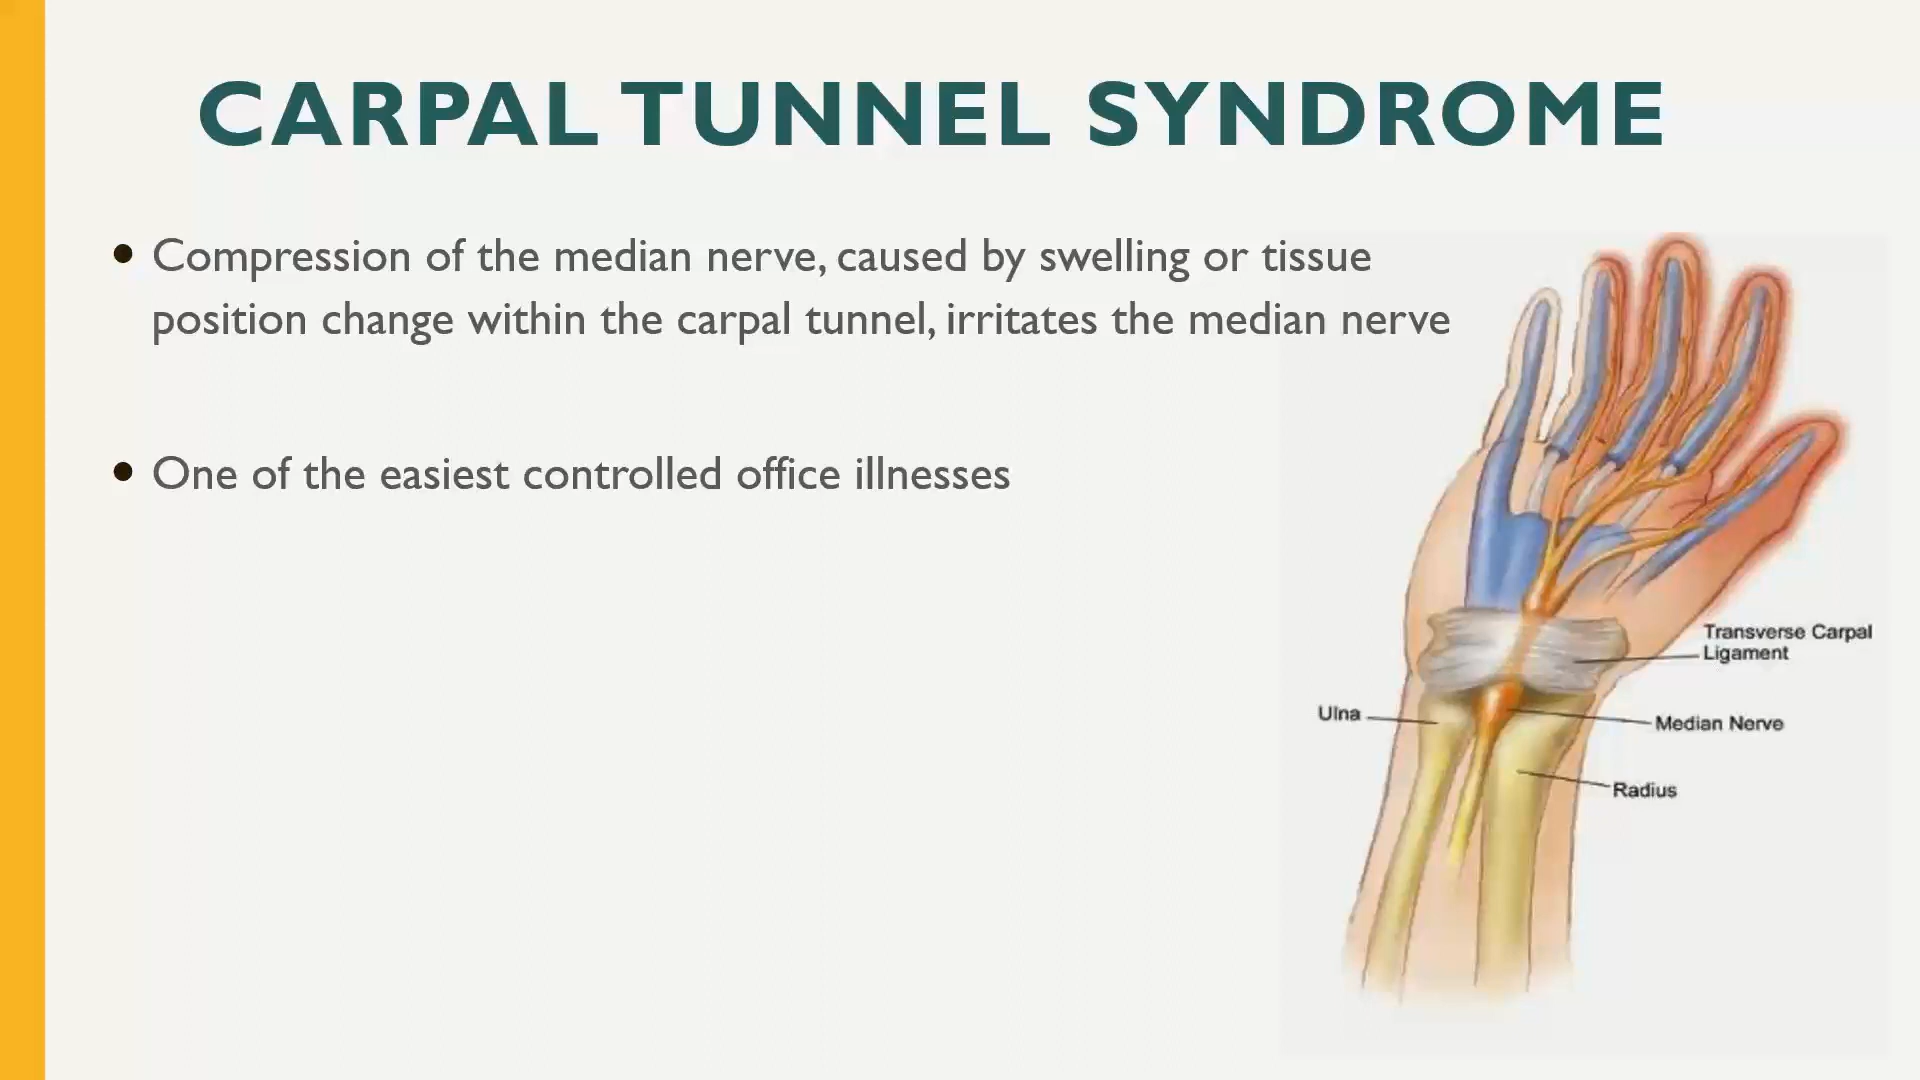 CARPAL TUNNEL SYNDROME
• Compression of the median nerve, caused by swelling or tissue
position change within the carpal tunnel, irritates the median nerve
• One of the easiest controlled office illnesses
Transverse Carpal
Ligament
Ulna
Median Nerve
Radius